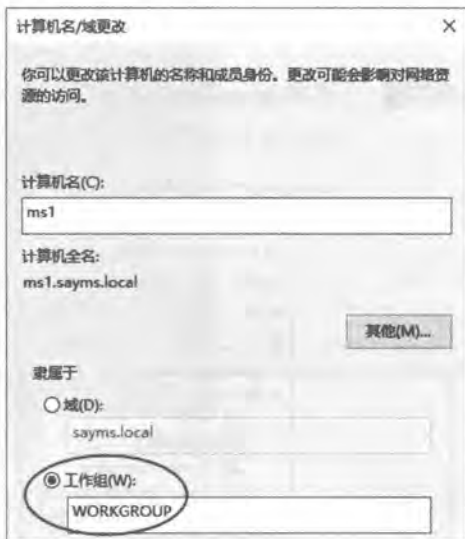 计算机名/域更改
你可以更改该计算机的名称和成员身份。更改可能会影响对网络资
源的访问。
计算机名(C):
ms1
计算机全名:
ms1.sayms.local
其他(M)...
隶属于
域(D):
sayms.local
工作组(W):
WORKGROUP